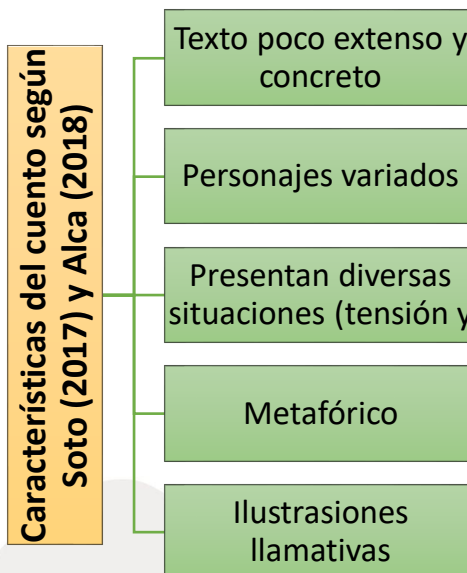 Características del cuento según
Soto (2017) y Alca (2018)
Texto poco extenso y
concreto
Personajes variados
Presentan diversas
situaciones (tensión y
Metafórico
Ilustrasiones
llamativas